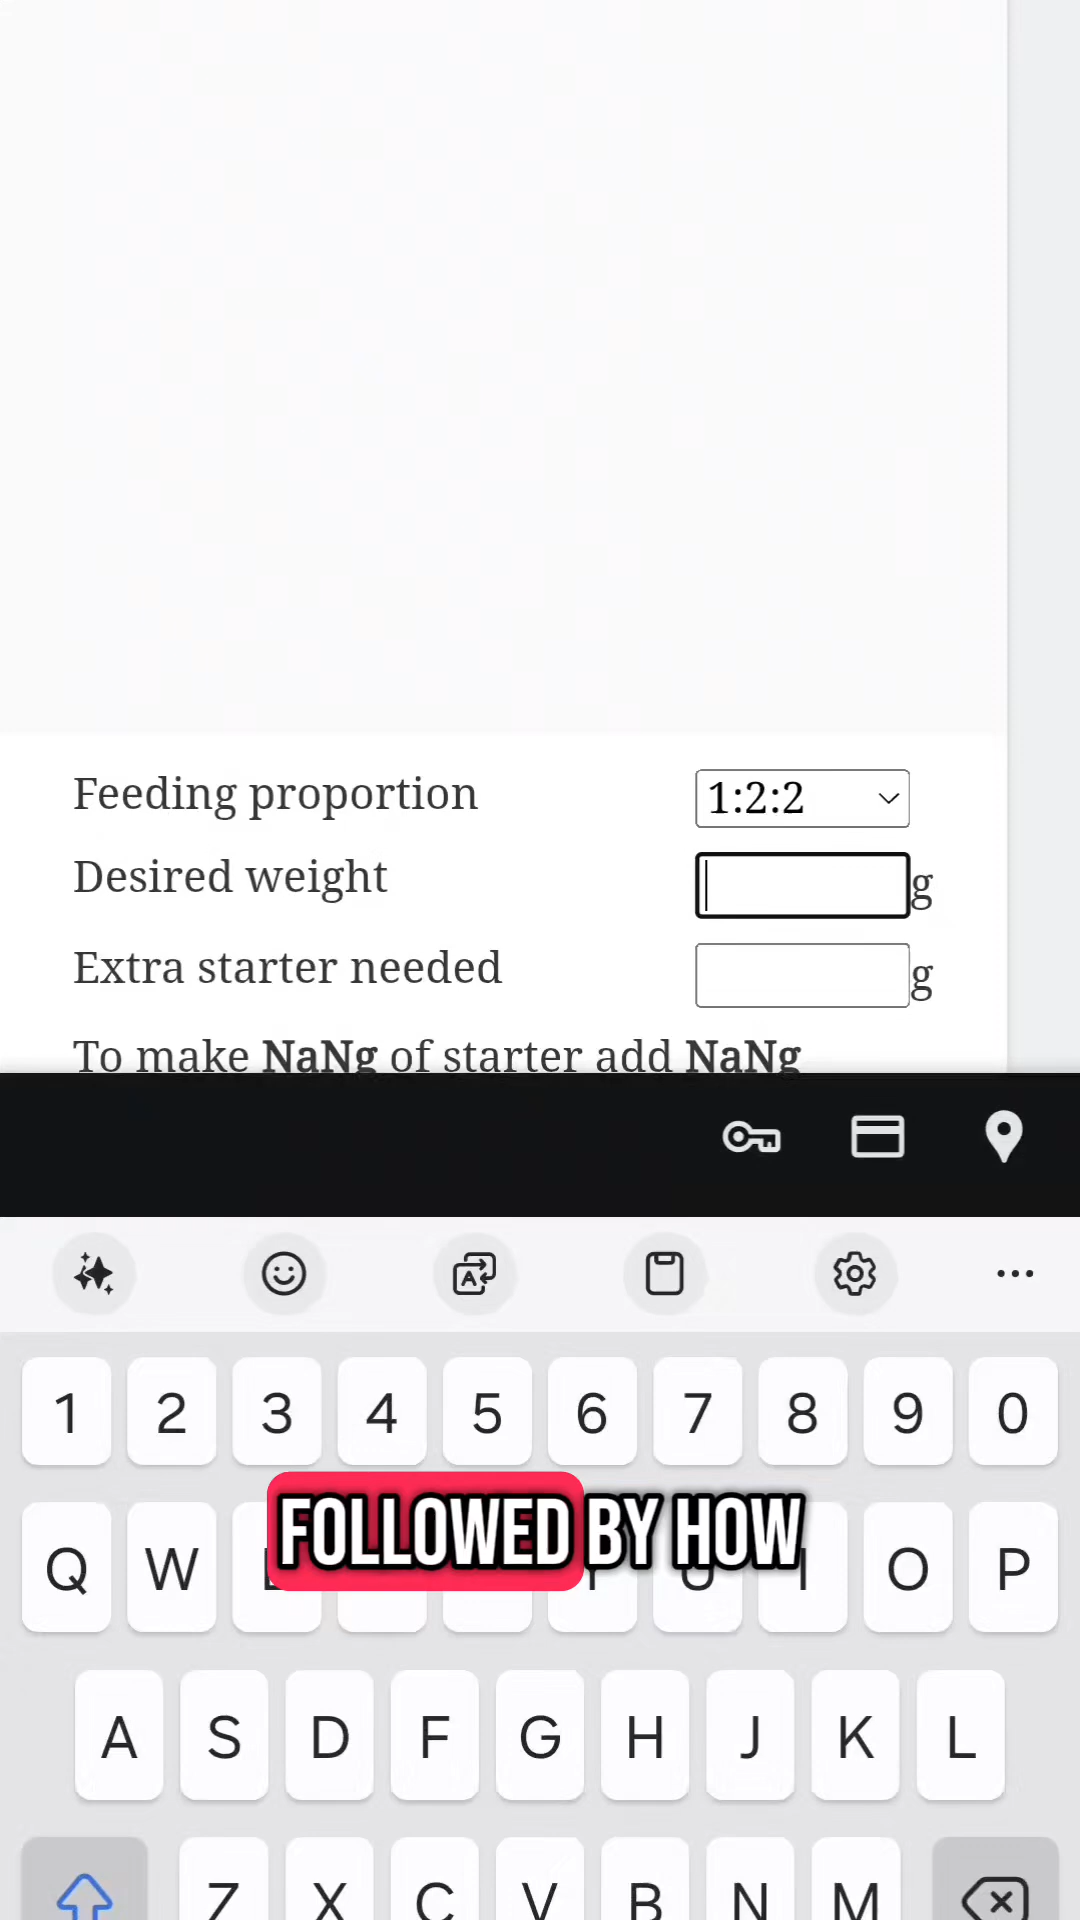 Feeding proportion 1:2:2
Desired weight g
Extra starter needed g
To make NaNg of starter add NaNg
1 2 3 4 5 6 7 8 9 0
FOLLOWED BY HOW
Q W O P
A S D F G H J K L
Z X C V B N M